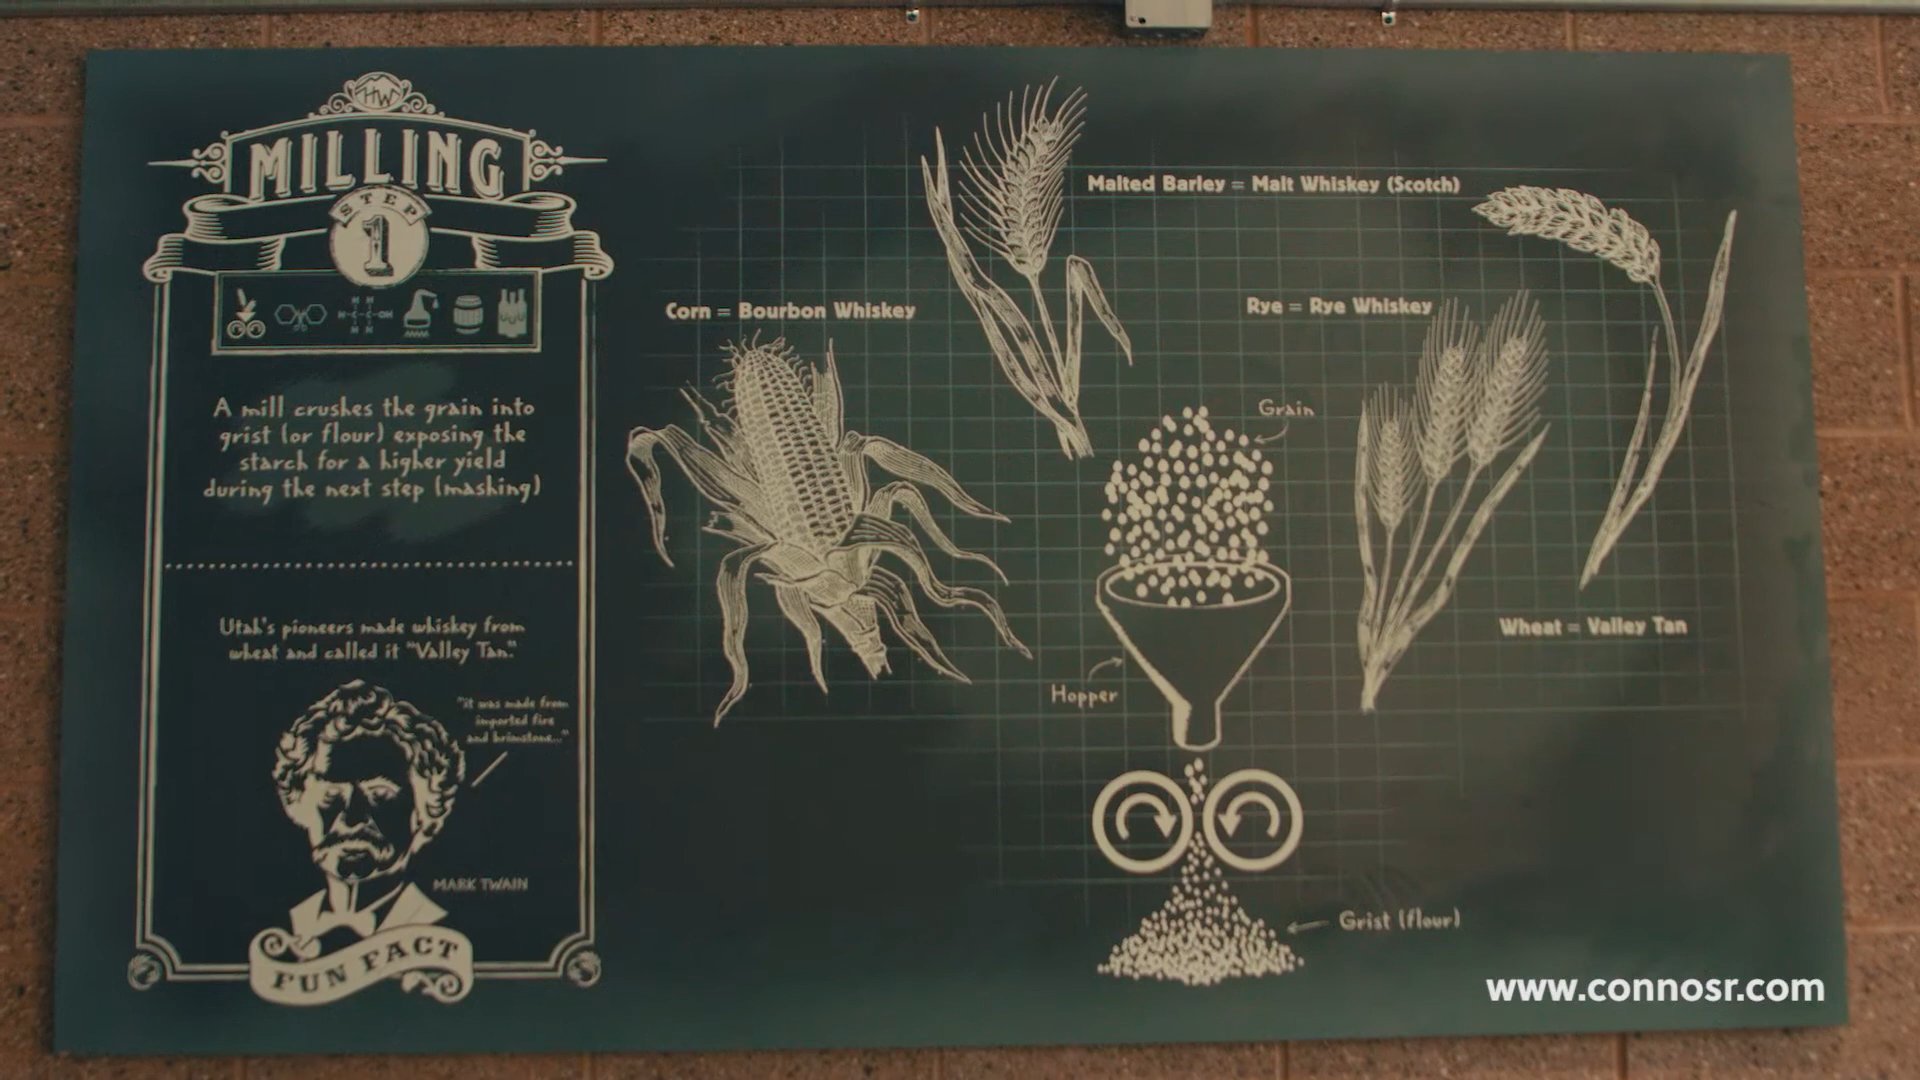 HW
MILLING
STEP
1
H H
H-C-C-OH
H H
A mill crushes the grain into
grist (or flour) exposing the
starch for a higher yield
during the next step (mashing)
Utah's pioneers made whiskey from
wheat and called it "Valley Tan."
"it was made from
imported fire
and brimstone..."
MARK TWAIN
FUN FACT
Malted Barley = Malt Whiskey (Scotch)
Corn = Bourbon Whiskey
Rye = Rye Whiskey
Grain
Wheat = Valley Tan
Hopper
Grist (flour)
www.connosr.com